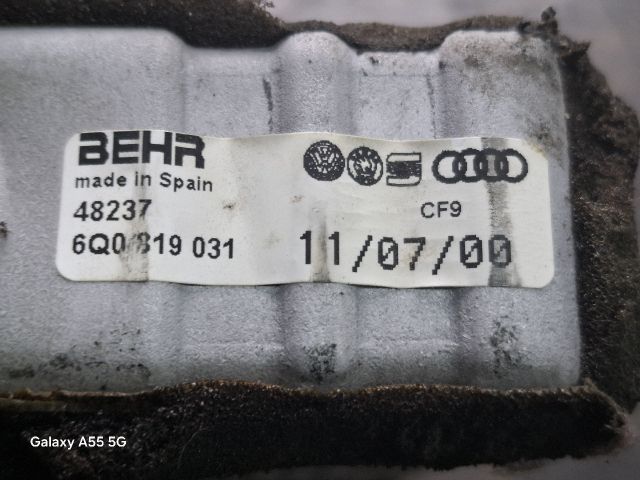 BEHR
made in Spain
48237
CF9
6Q0 819 031
11/07/00
Galaxy A55 5G